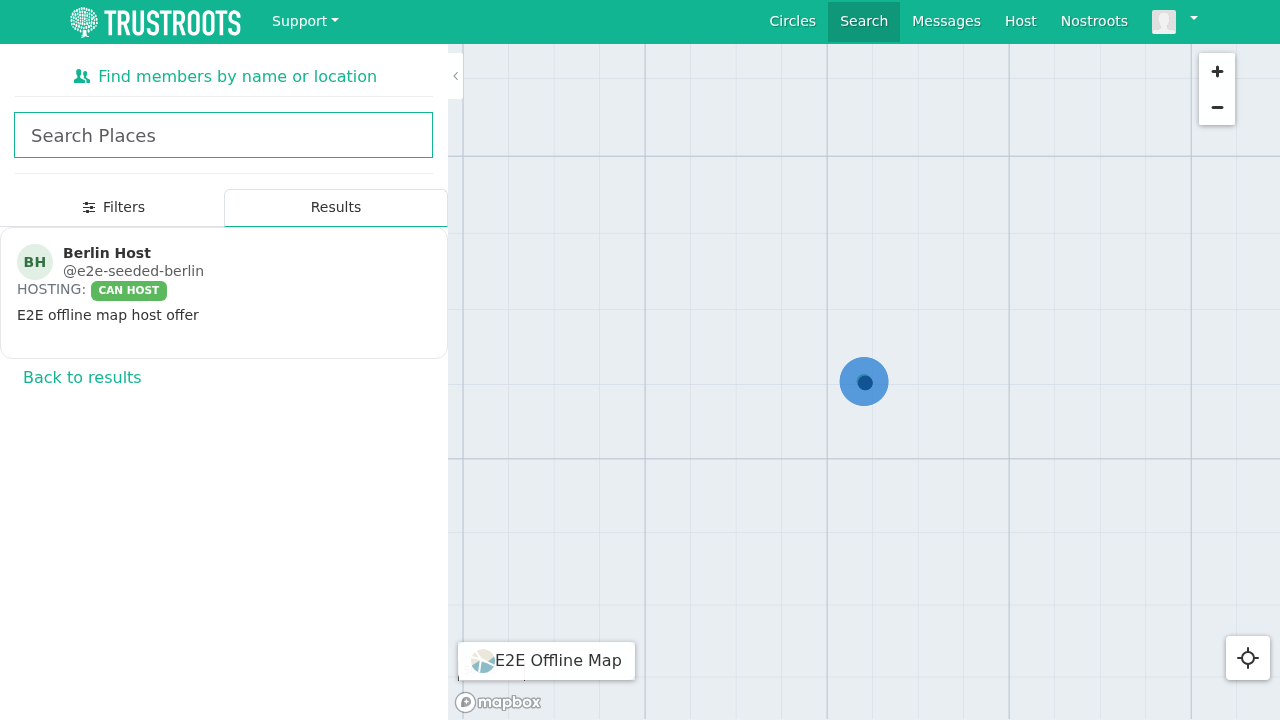 TRUSTROOTS
Support
Circles
Search
Messages
Host
Nostroots
Find members by name or location
Search Places
Filters
Results
BH
Berlin Host
@e2e-seeded-berlin
HOSTING: CAN HOST
E2E offline map host offer
Back to results
E2E Offline Map
mapbox